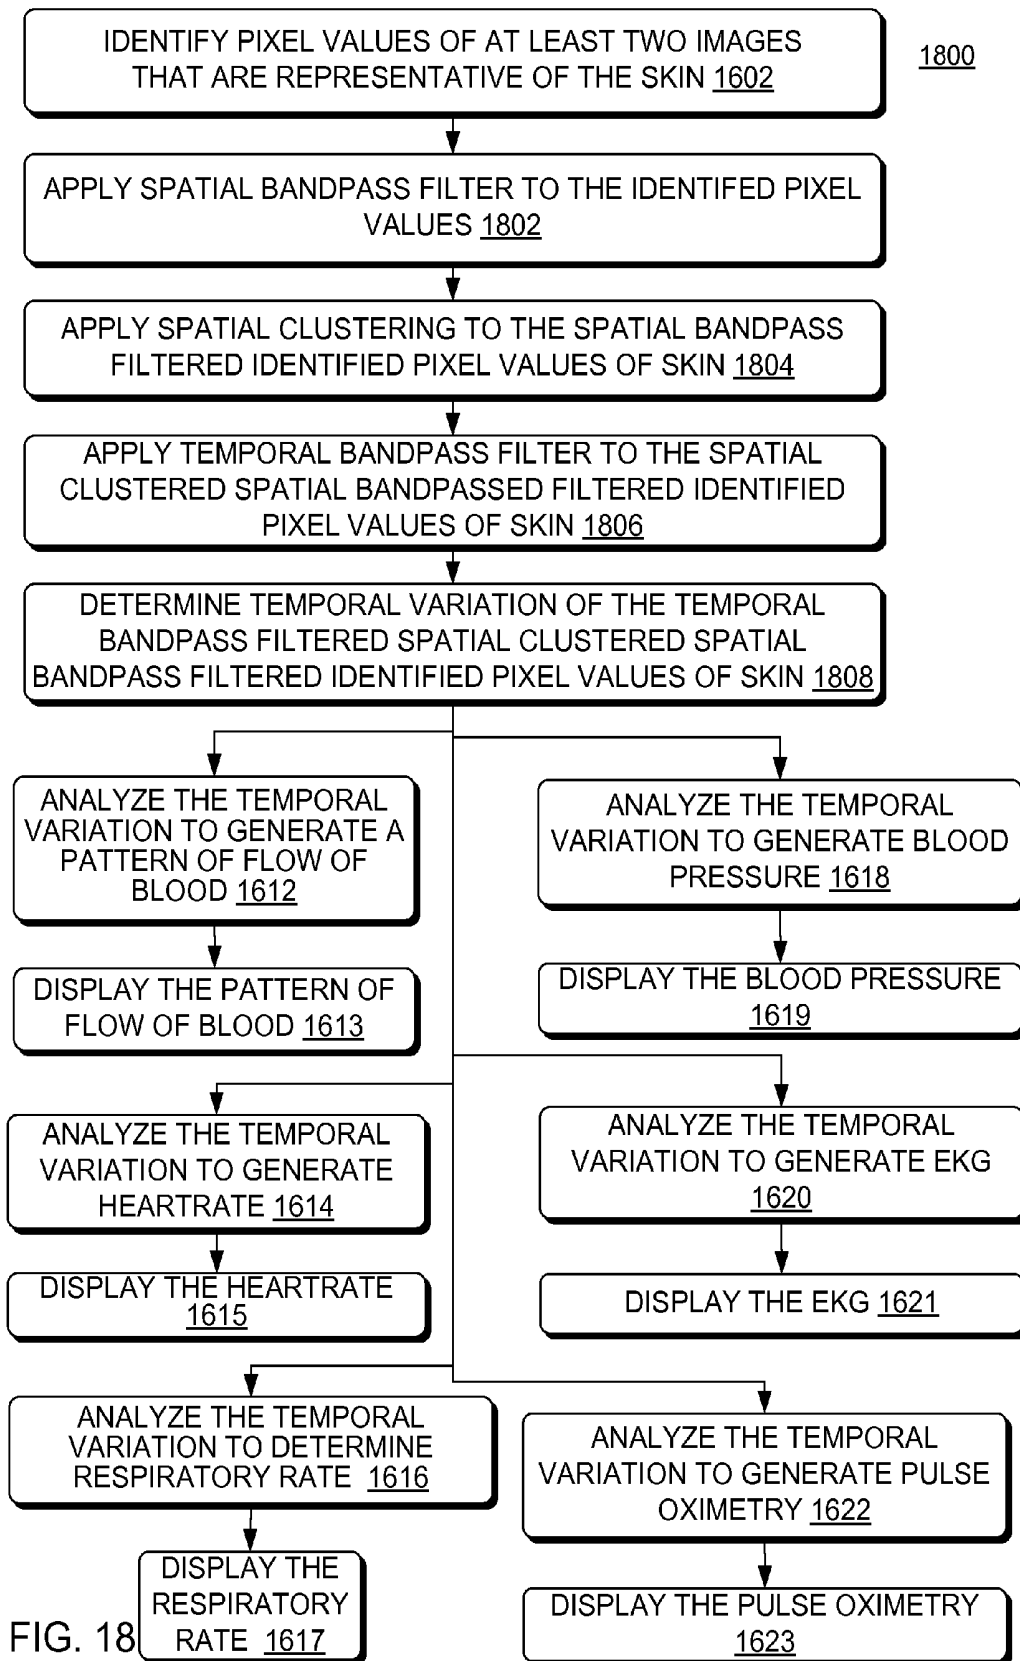 IDENTIFY PIXEL VALUES OF AT LEAST TWO IMAGES
THAT ARE REPRESENTATIVE OF THE SKIN 1602
1800
APPLY SPATIAL BANDPASS FILTER TO THE IDENTIFED PIXEL
VALUES 1802
APPLY SPATIAL CLUSTERING TO THE SPATIAL BANDPASS
FILTERED IDENTIFIED PIXEL VALUES OF SKIN 1804
APPLY TEMPORAL BANDPASS FILTER TO THE SPATIAL
CLUSTERED SPATIAL BANDPASSED FILTERED IDENTIFIED
PIXEL VALUES OF SKIN 1806
DETERMINE TEMPORAL VARIATION OF THE TEMPORAL
BANDPASS FILTERED SPATIAL CLUSTERED SPATIAL
BANDPASS FILTERED IDENTIFIED PIXEL VALUES OF SKIN 1808
ANALYZE THE TEMPORAL
VARIATION TO GENERATE A
PATTERN OF FLOW OF
BLOOD 1612
DISPLAY THE PATTERN OF
FLOW OF BLOOD 1613
ANALYZE THE TEMPORAL
VARIATION TO GENERATE BLOOD
PRESSURE 1618
DISPLAY THE BLOOD PRESSURE
1619
ANALYZE THE TEMPORAL
VARIATION TO GENERATE
HEARTRATE 1614
DISPLAY THE HEARTRATE
1615
ANALYZE THE TEMPORAL
VARIATION TO GENERATE EKG
1620
DISPLAY THE EKG 1621
ANALYZE THE TEMPORAL
VARIATION TO DETERMINE
RESPIRATORY RATE 1616
DISPLAY THE
RESPIRATORY
RATE 1617
ANALYZE THE TEMPORAL
VARIATION TO GENERATE PULSE
OXIMETRY 1622
DISPLAY THE PULSE OXIMETRY
1623
FIG. 18